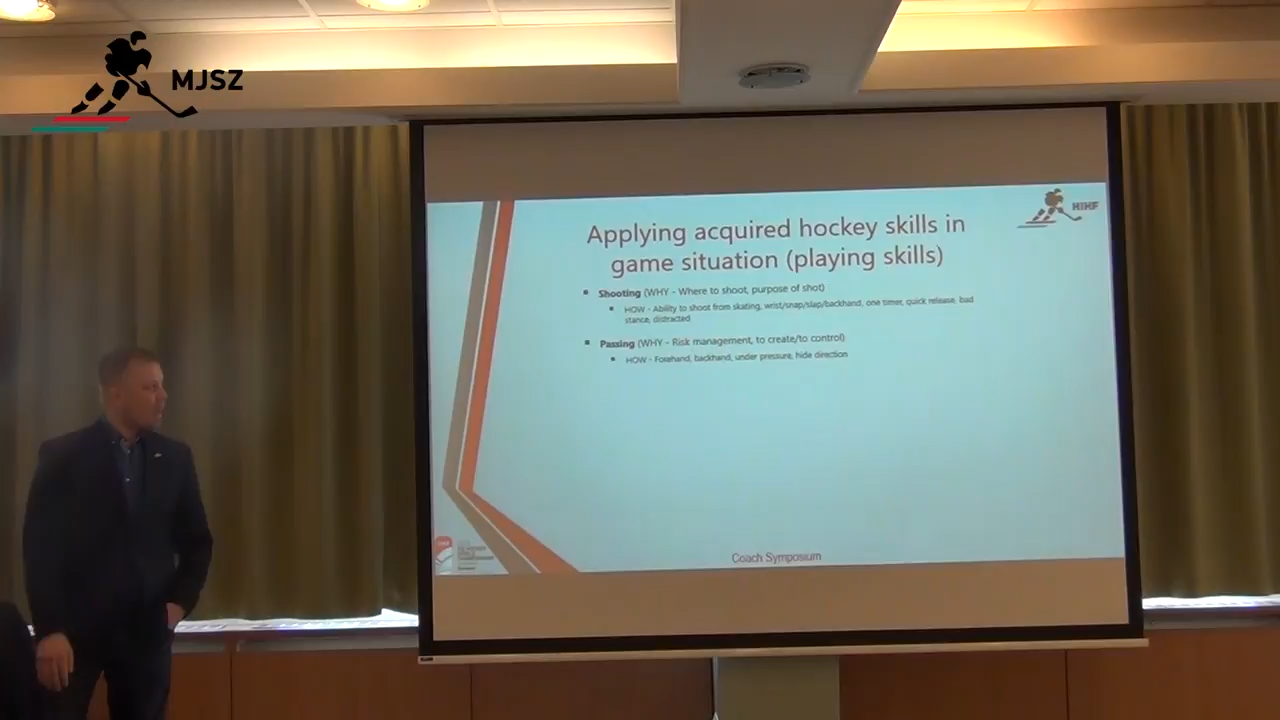 MJSZ
HIHF
Applying acquired hockey skills in
game situation (playing skills)
Shooting (WHY - Where to shoot, purpose of shot)
HOW - Ability to shoot from skating, wrist/snap/slap/backhand, one timer, quick release, bad
stance, distracted
Passing (WHY - Risk management, to create/to control)
HOW - Forehand, backhand, under pressure, hide direction
Coach Symposium